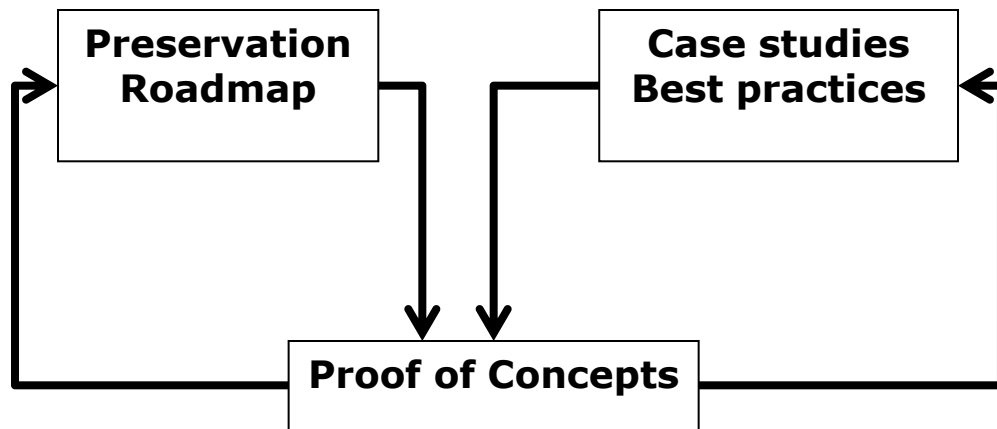 Preservation
Roadmap
Case studies
Best practices
Proof of Concepts